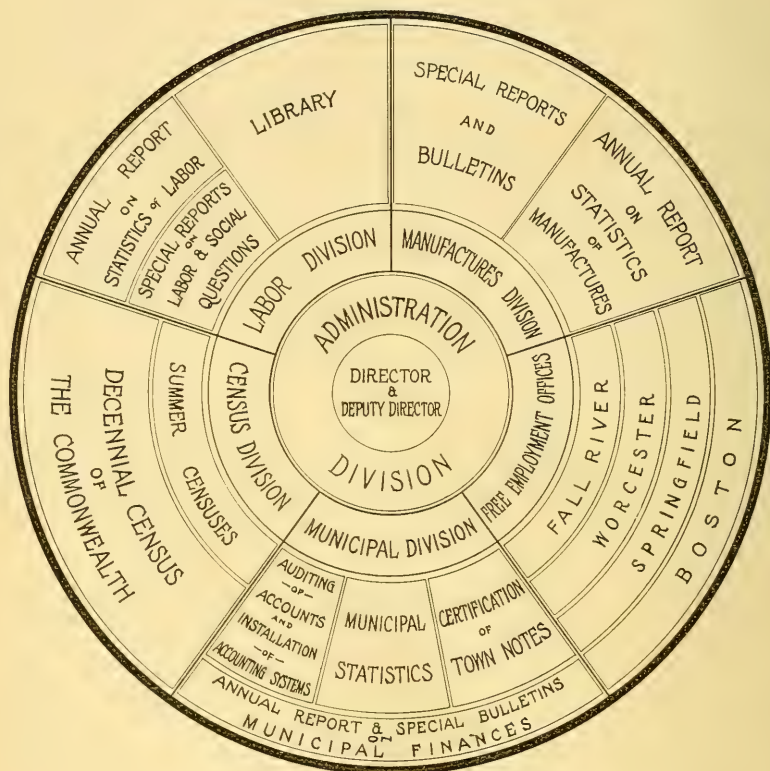 DIRECTOR
&
DEPUTY DIRECTOR
ADMINISTRATION
DIVISION
LABOR DIVISION
LIBRARY
ANNUAL REPORT
ON
STATISTICS of LABOR
SPECIAL REPORTS
ON
LABOR & SOCIAL
QUESTIONS
MANUFACTURES DIVISION
SPECIAL REPORTS
AND
BULLETINS
ANNUAL REPORT
ON
STATISTICS
OF
MANUFACTURES
FREE EMPLOYMENT OFFICES
FALL RIVER
WORCESTER
SPRINGFIELD
BOSTON
MUNICIPAL DIVISION
AUDITING
—OF—
ACCOUNTS
AND
INSTALLATION
—OF—
ACCOUNTING SYSTEMS
MUNICIPAL
STATISTICS
CERTIFICATION
OF
TOWN NOTES
ANNUAL REPORT & SPECIAL BULLETINS
ON
MUNICIPAL FINANCES
CENSUS DIVISION
SUMMER CENSUSES
DECENNIAL CENSUS
OF
THE COMMONWEALTH